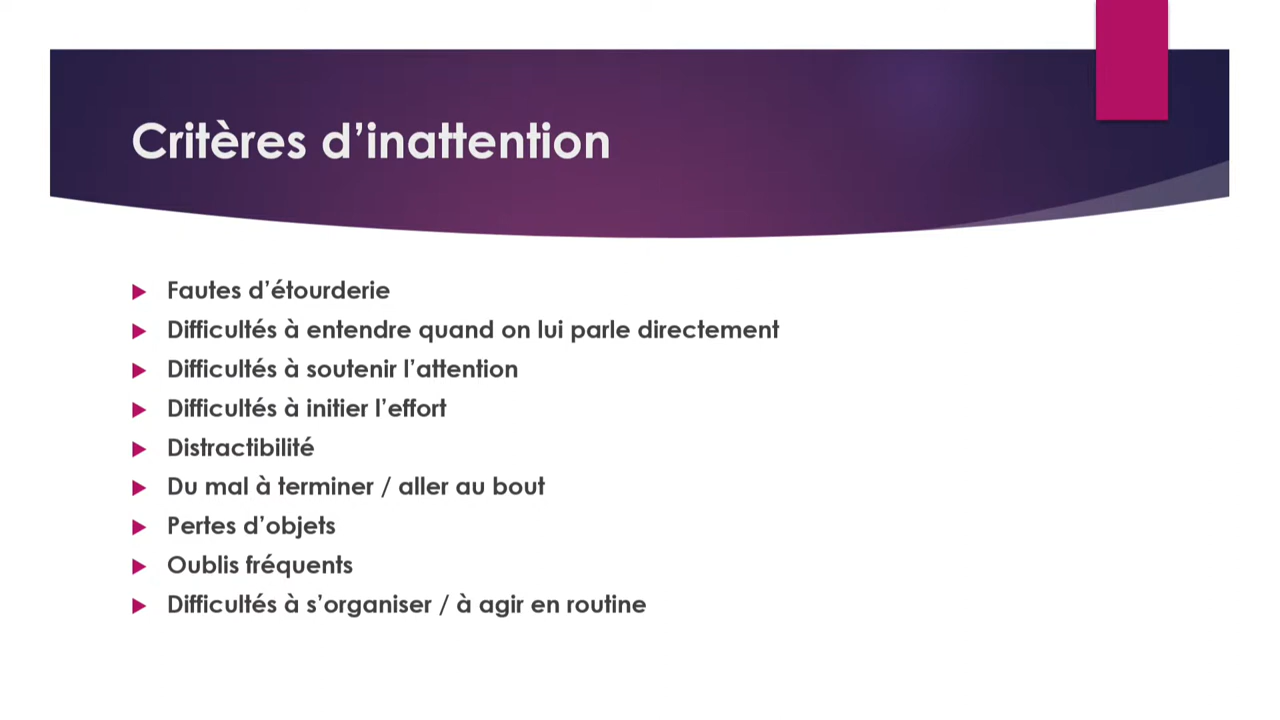 Critères d’inattention
Fautes d’étourderie
Difficultés à entendre quand on lui parle directement
Difficultés à soutenir l’attention
Difficultés à initier l’effort
Distractibilité
Du mal à terminer / aller au bout
Pertes d’objets
Oublis fréquents
Difficultés à s’organiser / à agir en routine